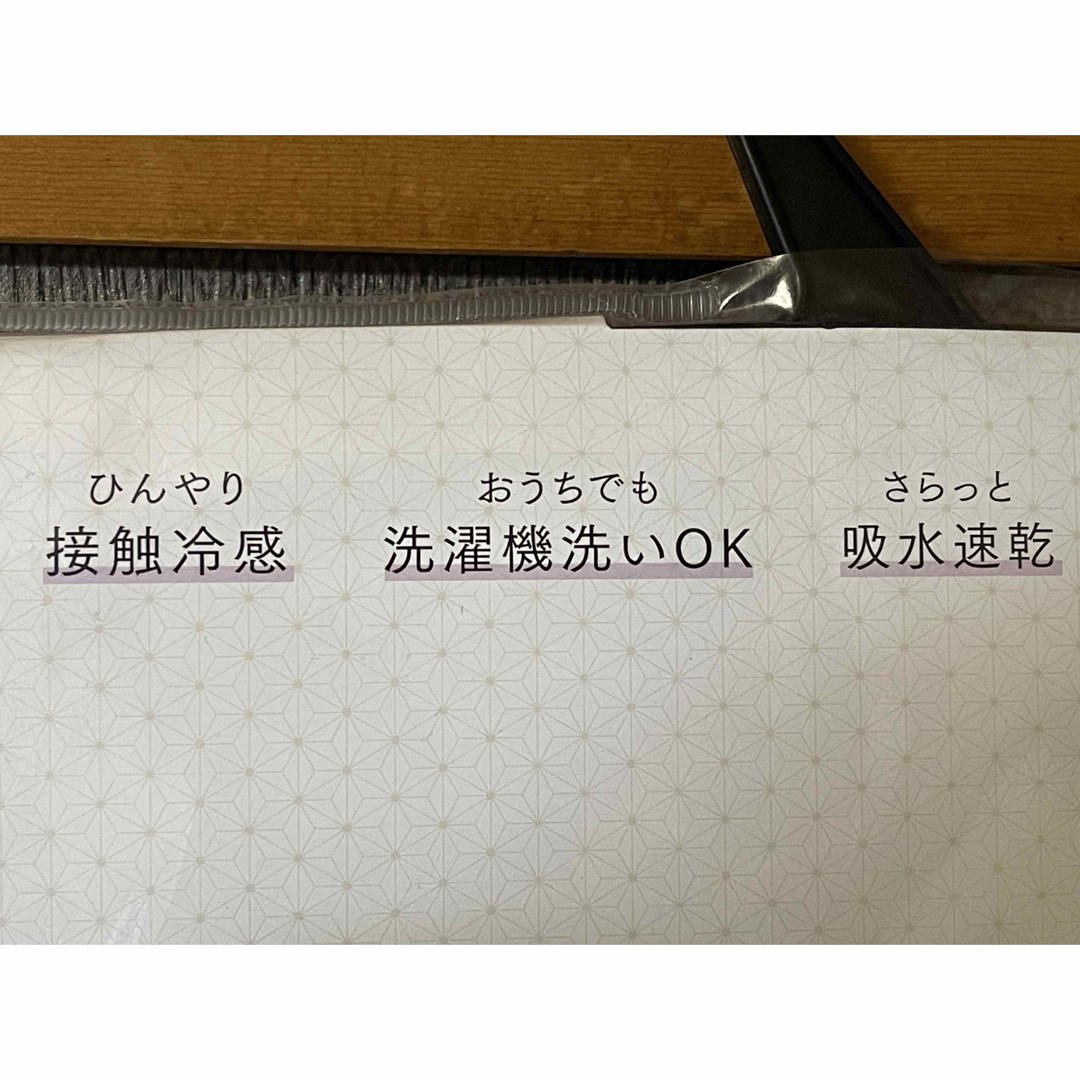 ひんやり
接触冷感
おうちでも
洗濯機洗いOK
さらっと
吸水速乾